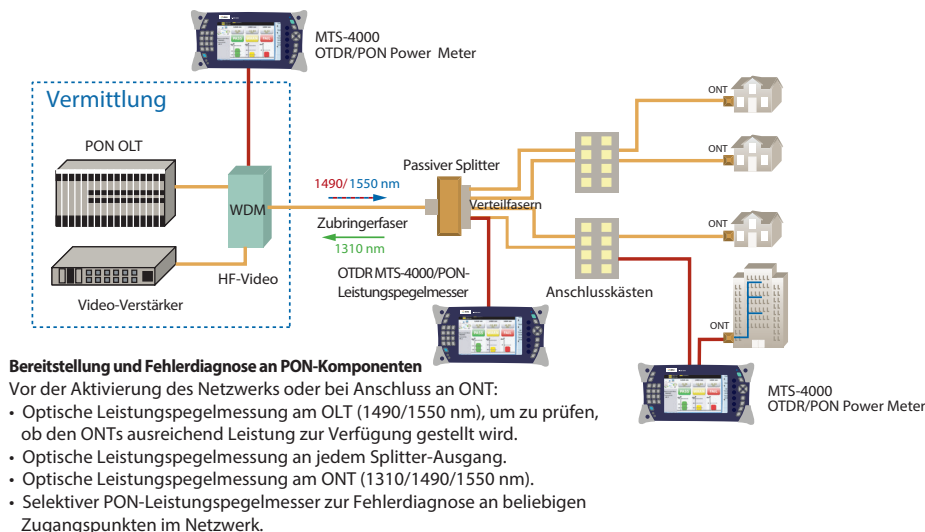 MTS-4000
OTDR/PON Power Meter
Vermittlung
PON OLT
WDM
HF-Video
Video-Verstärker
1490/1550 nm
Zubringerfaser
1310 nm
Passiver Splitter
Verteilfasern
OTDR MTS-4000/PON-
Leistungspegelmesser
Anschlusskästen
ONT
ONT
ONT
ONT
MTS-4000
OTDR/PON Power Meter
Bereitstellung und Fehlerdiagnose an PON-Komponenten
Vor der Aktivierung des Netzwerks oder bei Anschluss an ONT:
• Optische Leistungspegelmessung am OLT (1490/1550 nm), um zu prüfen,
ob den ONTs ausreichend Leistung zur Verfügung gestellt wird.
• Optische Leistungspegelmessung an jedem Splitter-Ausgang.
• Optische Leistungspegelmessung am ONT (1310/1490/1550 nm).
• Selektiver PON-Leistungspegelmesser zur Fehlerdiagnose an beliebigen
Zugangspunkten im Netzwerk.